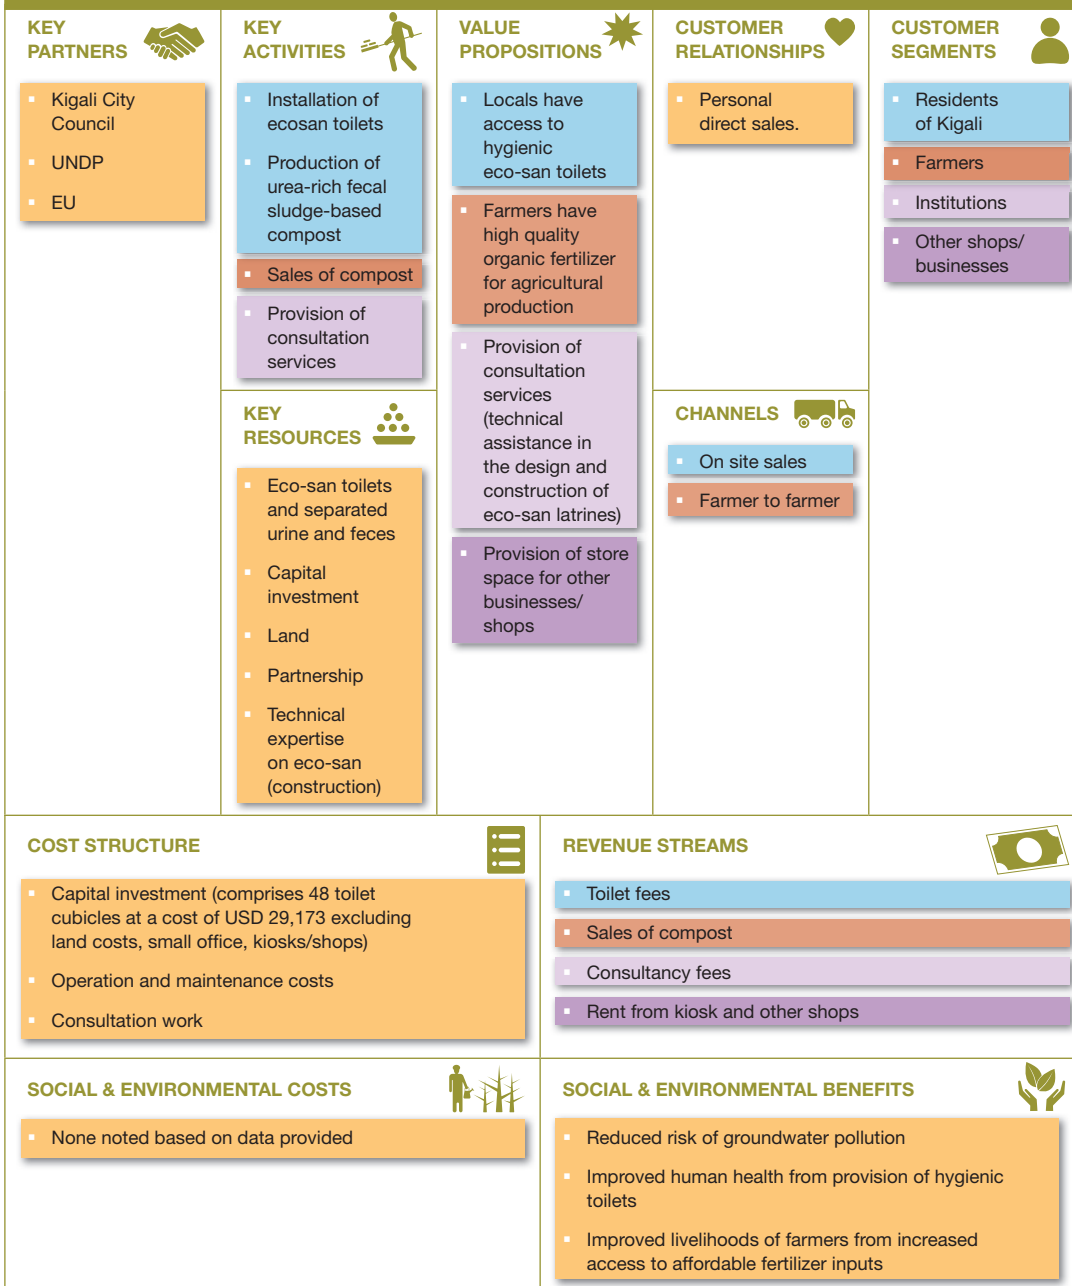 KEY
PARTNERS
▪ Kigali City
Council
▪ UNDP
▪ EU
KEY
ACTIVITIES
▪ Installation of
ecosan toilets
▪ Production of
urea-rich fecal
sludge-based
compost
▪ Sales of compost
▪ Provision of
consultation
services
KEY
RESOURCES
▪ Eco-san toilets
and separated
urine and feces
▪ Capital
investment
▪ Land
▪ Partnership
▪ Technical
expertise
on eco-san
(construction)
VALUE
PROPOSITIONS
▪ Locals have
access to
hygienic
eco-san toilets
▪ Farmers have
high quality
organic fertilizer
for agricultural
production
▪ Provision of
consultation
services
(technical
assistance in
the design and
construction of
eco-san latrines)
▪ Provision of store
space for other
businesses/
shops
CUSTOMER
RELATIONSHIPS
▪ Personal
direct sales.
CHANNELS
▪ On site sales
▪ Farmer to farmer
CUSTOMER
SEGMENTS
▪ Residents
of Kigali
▪ Farmers
▪ Institutions
▪ Other shops/
businesses
COST STRUCTURE
▪ Capital investment (comprises 48 toilet
cubicles at a cost of USD 29,173 excluding
land costs, small office, kiosks/shops)
▪ Operation and maintenance costs
▪ Consultation work
REVENUE STREAMS
▪ Toilet fees
▪ Sales of compost
▪ Consultancy fees
▪ Rent from kiosk and other shops
SOCIAL & ENVIRONMENTAL COSTS
▪ None noted based on data provided
SOCIAL & ENVIRONMENTAL BENEFITS
▪ Reduced risk of groundwater pollution
▪ Improved human health from provision of hygienic
toilets
▪ Improved livelihoods of farmers from increased
access to affordable fertilizer inputs